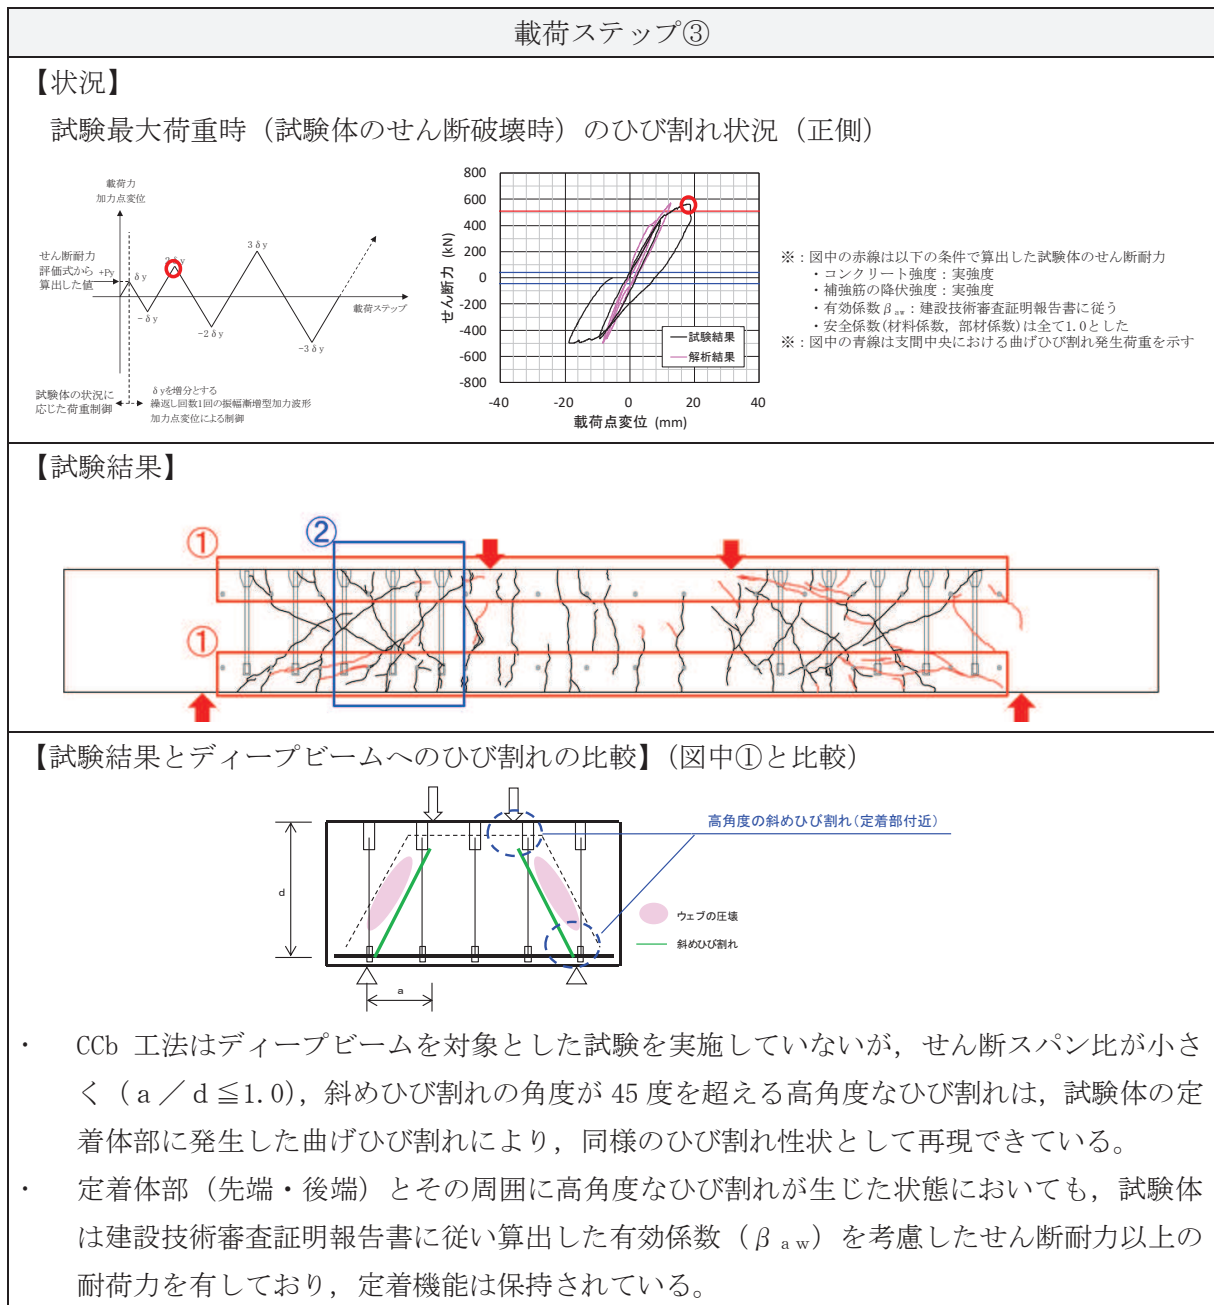 載荷ステップ③
【状況】
試験最大荷重時（試験体のせん断破壊時）のひび割れ状況（正側）
載荷力
加力点変位
せん断耐力
評価式から
算出した値
+Py
δy
3δy
-δy
-2δy
-3δy
載荷ステップ
試験体の状況に
応じた荷重制御
δyを増分とする
繰返し回数1回の振幅漸増型加力波形
加力点変位による制御
800
600
400
200
0
-200
-400
-600
-800
せん断力 (kN)
-40
-20
0
20
40
載荷点変位 (mm)
試験結果
解析結果
※：図中の赤線は以下の条件で算出した試験体のせん断耐力
・コンクリート強度：実強度
・補強筋の降伏強度：実強度
・有効係数βaw：建設技術審査証明報告書に従う
・安全係数(材料係数，部材係数)は全て1.0とした
※：図中の青線は支間中央における曲げひび割れ発生荷重を示す
【試験結果】
①
②
①
【試験結果とディープビームへのひび割れの比較】（図中①と比較）
高角度の斜めひび割れ(定着部付近)
d
a
ウェブの圧壊
斜めひび割れ
・ CCb 工法はディープビームを対象とした試験を実施していないが，せん断スパン比が小さ
く（a／d≦1.0)，斜めひび割れの角度が 45 度を超える高角度なひび割れは，試験体の定
着体部に発生した曲げひび割れにより，同様のひび割れ性状として再現できている。
・ 定着体部（先端・後端）とその周囲に高角度なひび割れが生じた状態においても，試験体
は建設技術審査証明報告書に従い算出した有効係数（βaw）を考慮したせん断耐力以上の
耐荷力を有しており，定着機能は保持されている。